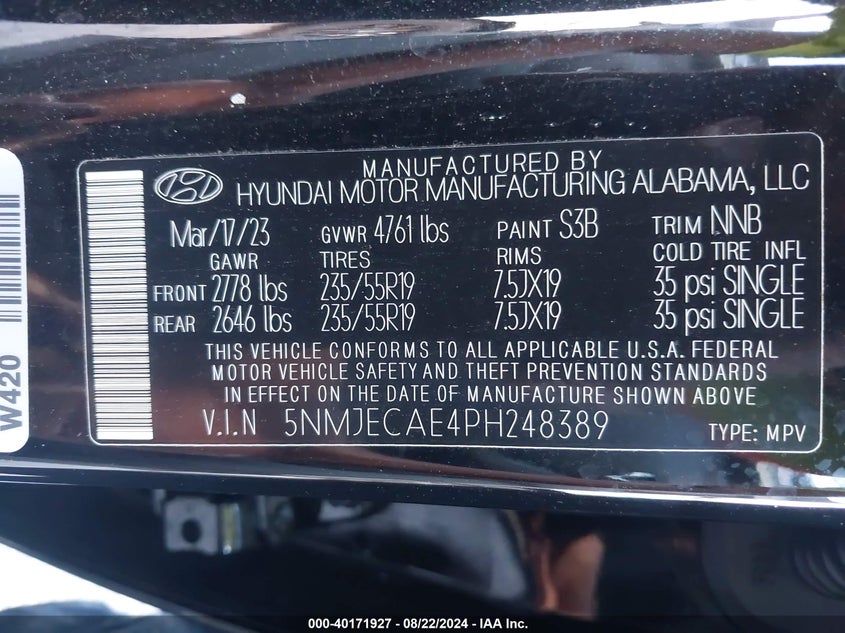 MANUFACTURED BY
HYUNDAI MOTOR MANUFACTURING ALABAMA, LLC
Mar/17/23 GVWR 4761 lbs PAINT S3B TRIM NNB
GAWR TIRES RIMS COLD TIRE INFL
FRONT 2778 lbs 235/55R19 7.5JX19 35 psi SINGLE
REAR 2646 lbs 235/55R19 7.5JX19 35 psi SINGLE
THIS VEHICLE CONFORMS TO ALL APPLICABLE U.S.A. FEDERAL
MOTOR VEHICLE SAFETY AND THEFT PREVENTION STANDARDS
IN EFFECT ON THE DATE OF MANUFACTURE SHOWN ABOVE
V.I.N 5NMJECAE4PH248389 TYPE: MPV
W420
000-40171927 - 08/22/2024 - IAA Inc.